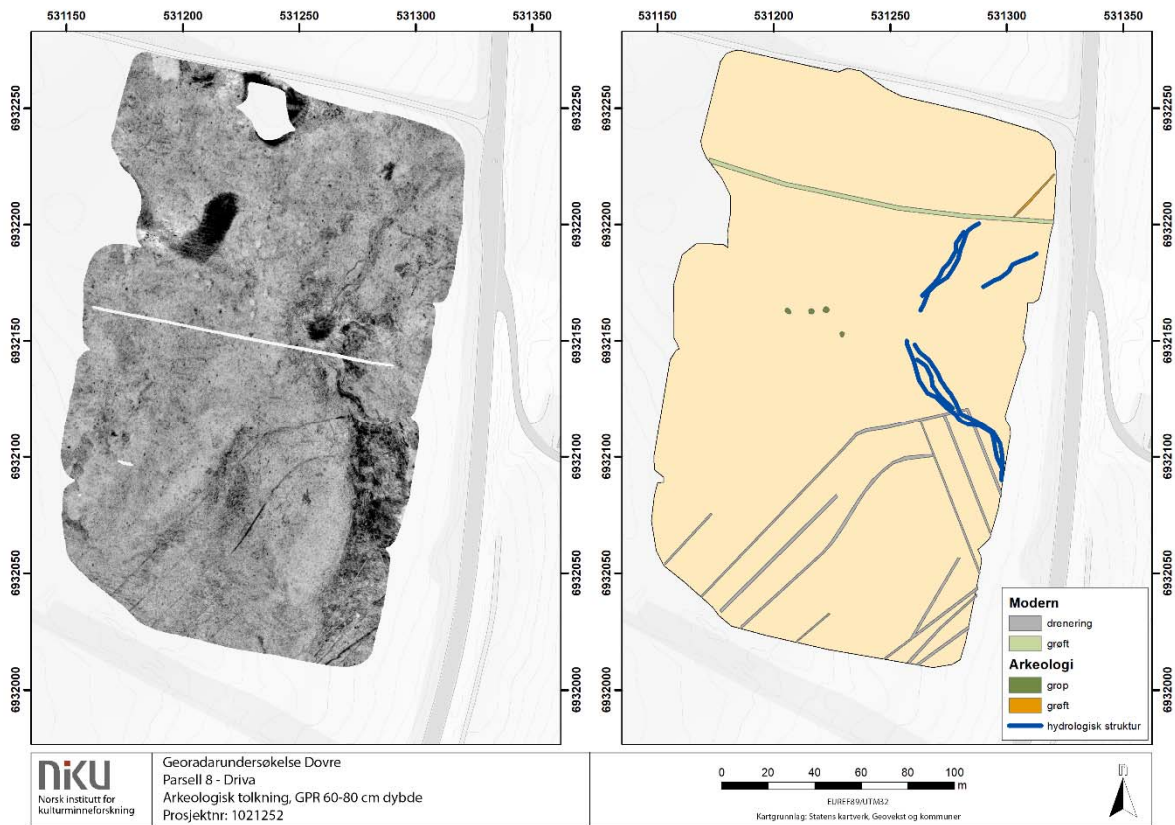 531150 531200 531250 531300 531350
531150 531200 531250 531300 531350
6932250 6932200 6932150 6932100 6932050 6932000
6932250 6932200 6932150 6932100 6932050 6932000
6932250 6932200 6932150 6932100 6932050 6932000
Modern
drenering
grøft
Arkeologi
grop
grøft
hydrologisk struktur
niku
Norsk institutt for
kulturminneforskning
Georadarundersøkelse Dovre
Parsell 8 - Driva
Arkeologisk tolkning, GPR 60-80 cm dybde
Prosjektnr: 1021252
0 20 40 60 80 100
m
EUREF89/UTM32
Kartgrunnlag: Statens kartverk, Geovekst og kommuner
n